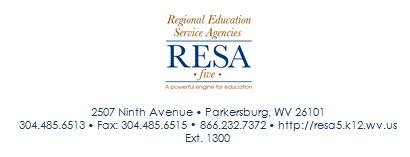 Regional Education
Service Agencies
RESA
• five •
A powerful engine for education
2507 Ninth Avenue • Parkersburg, WV 26101
304.485.6513 • Fax: 304.485.6515 • 866.232.7372 • http://resa5.k12.wv.us
Ext. 1300